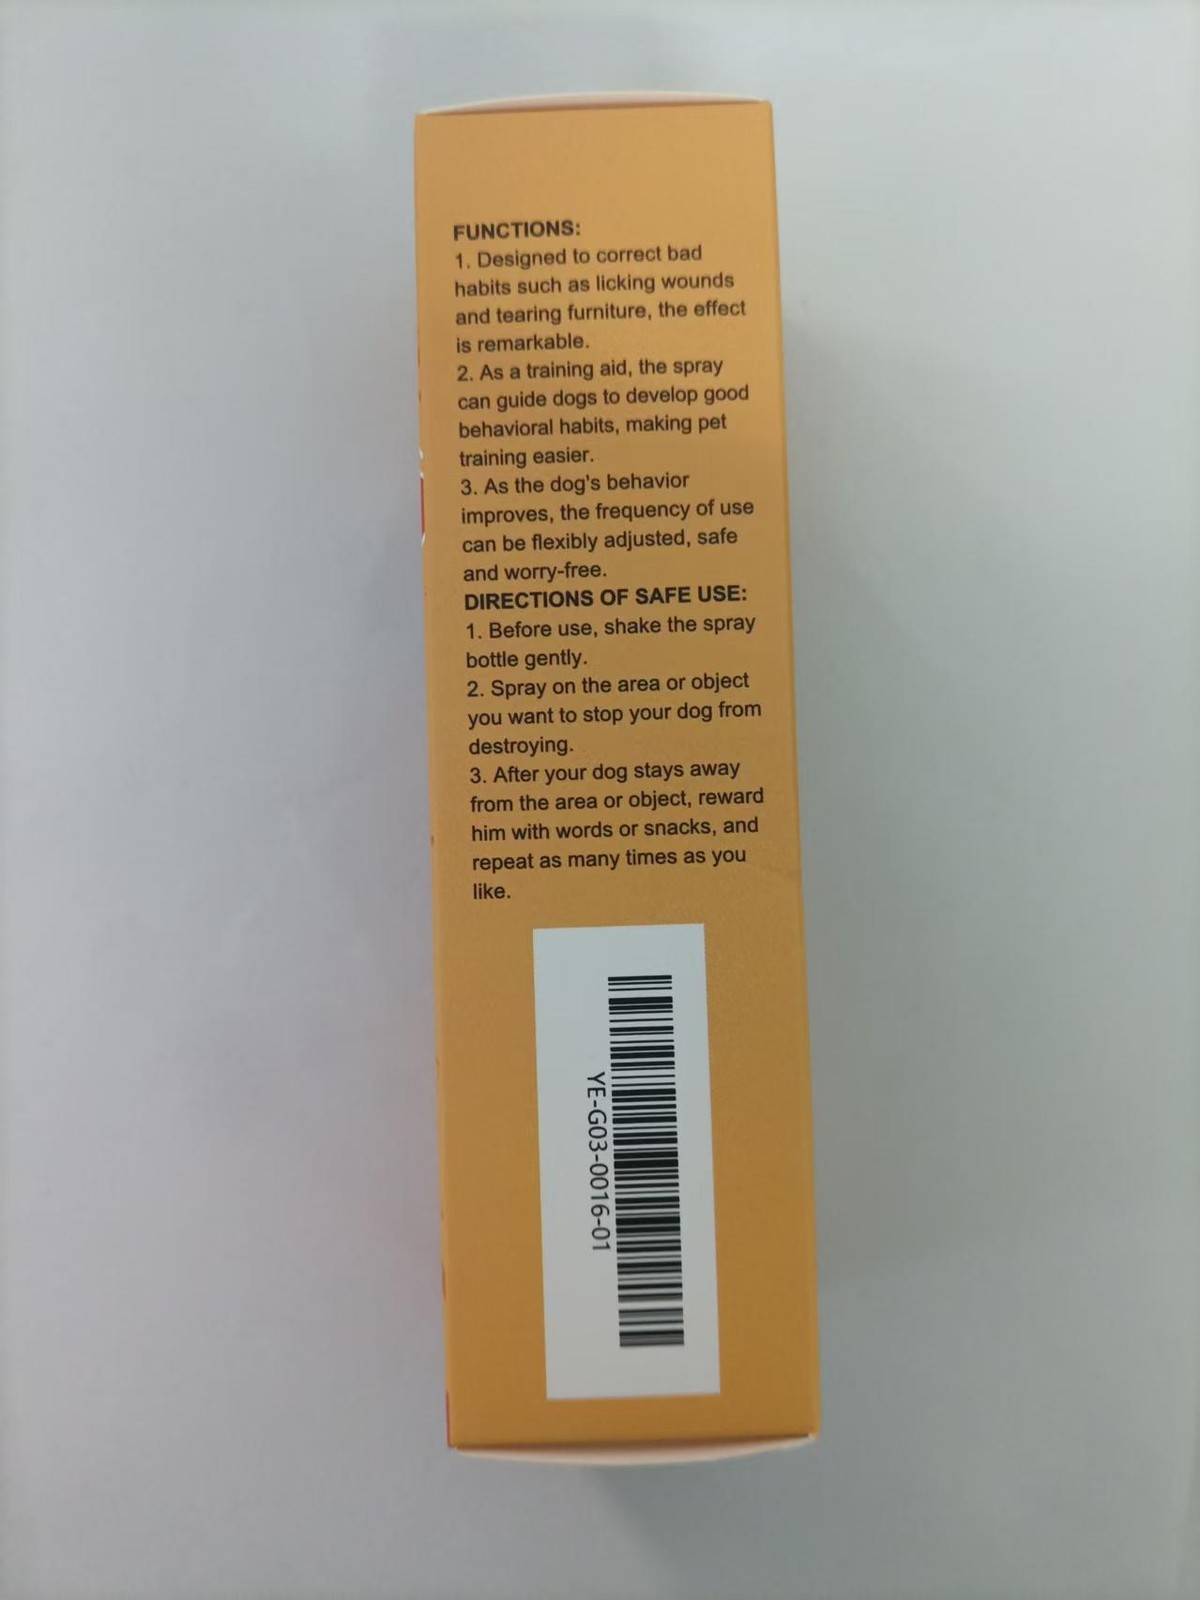 FUNCTIONS:
1. Designed to correct bad
habits such as licking wounds
and tearing furniture, the effect
is remarkable.
2. As a training aid, the spray
can guide dogs to develop good
behavioral habits, making pet
training easier.
3. As the dog's behavior
improves, the frequency of use
can be flexibly adjusted, safe
and worry-free.
DIRECTIONS OF SAFE USE:
1. Before use, shake the spray
bottle gently.
2. Spray on the area or object
you want to stop your dog from
destroying.
3. After your dog stays away
from the area or object, reward
him with words or snacks, and
repeat as many times as you
like.
YE-G03-0016-01